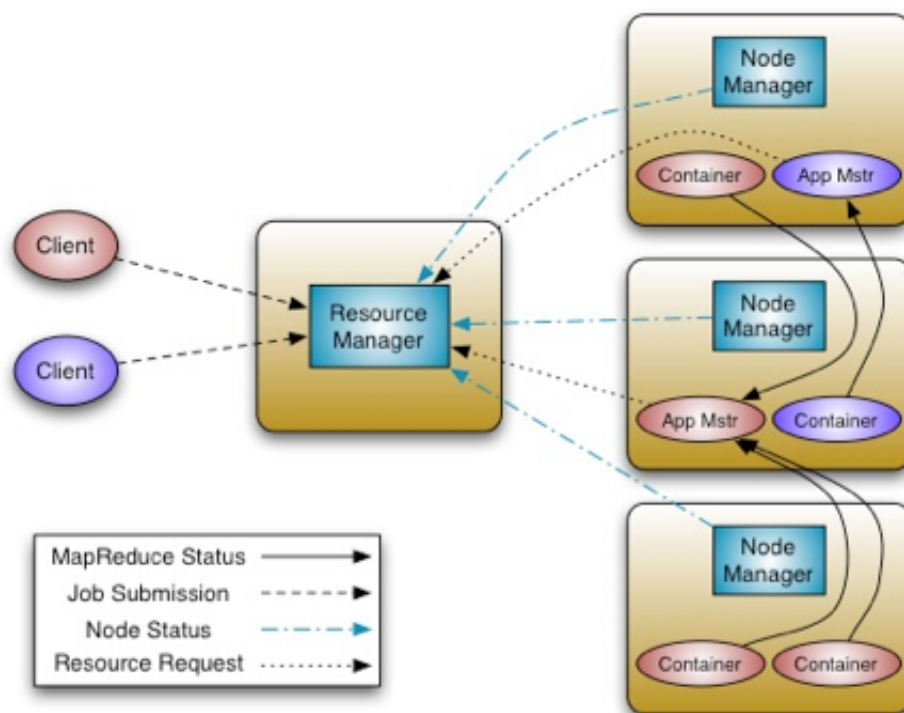 Node
Manager
Container
App Mstr
Client
Resource
Manager
Client
Node
Manager
App Mstr
Container
Node
Manager
Container
Container
MapReduce Status
Job Submission
Node Status
Resource Request